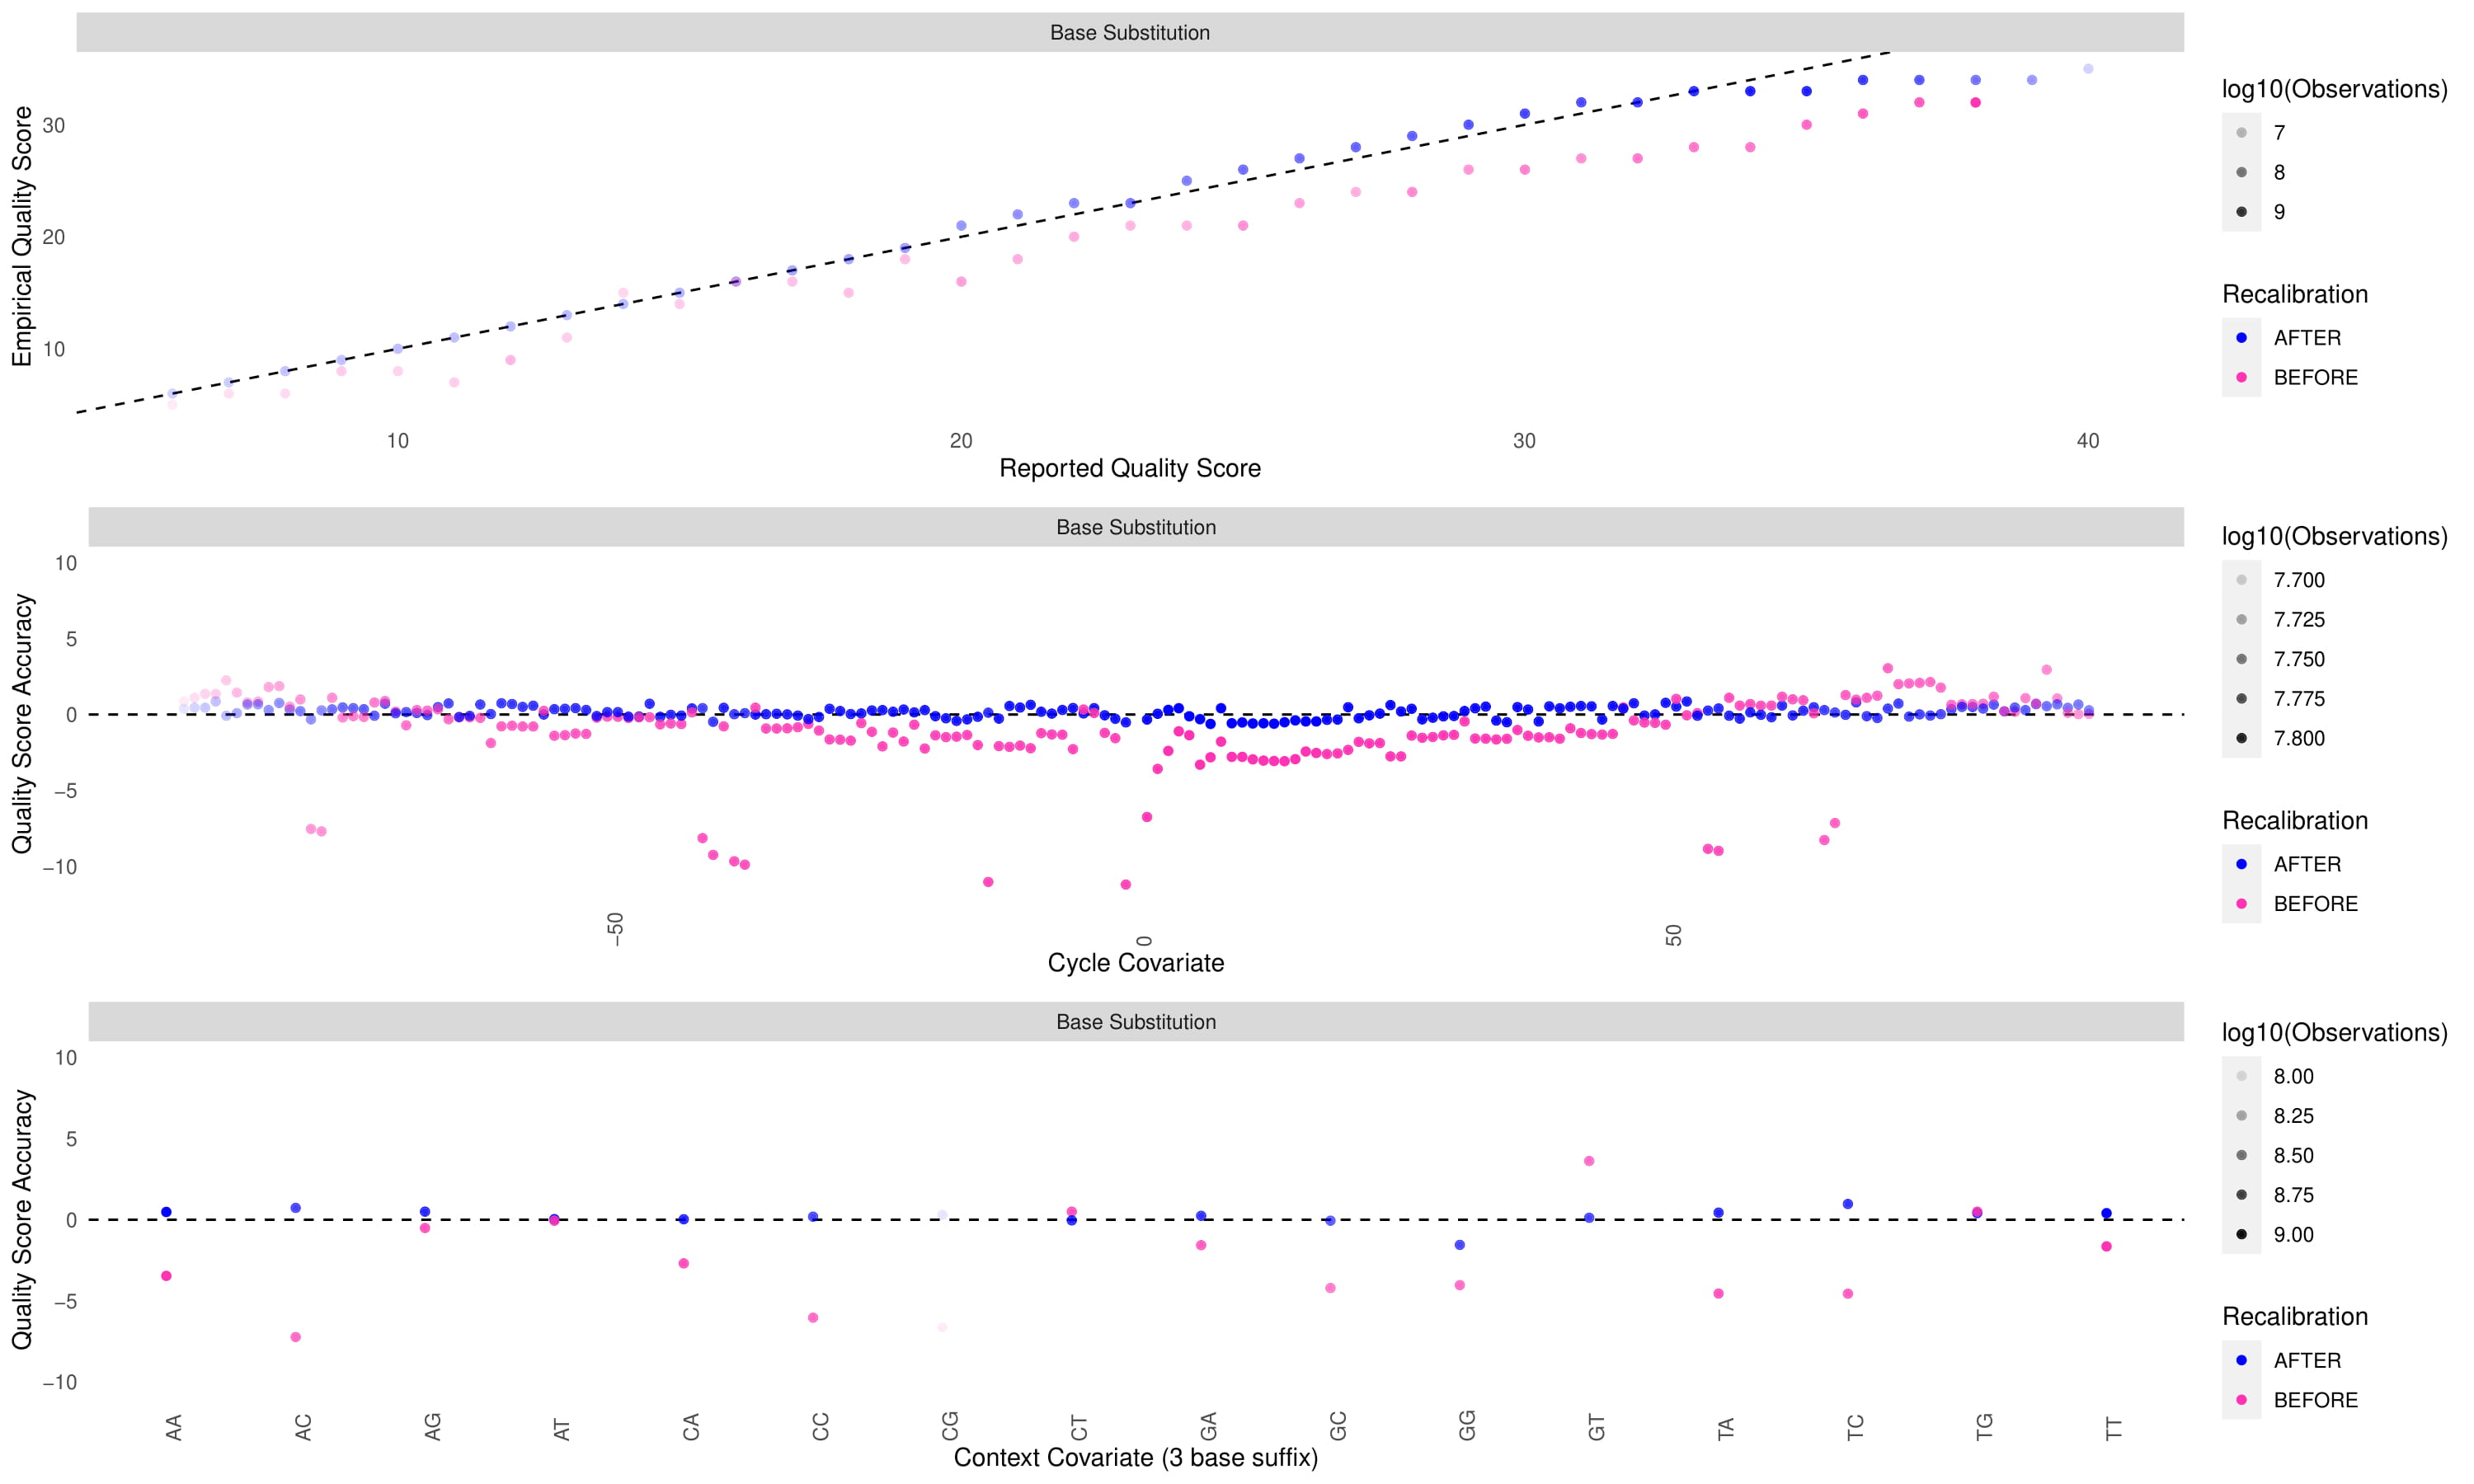 Base Substitution
Empirical Quality Score
30
20
10
10
20
30
40
Reported Quality Score
log10(Observations)
7
8
9
Recalibration
AFTER
BEFORE
Base Substitution
Quality Score Accuracy
10
5
0
−5
−10
−50
0
50
Cycle Covariate
log10(Observations)
7.700
7.725
7.750
7.775
7.800
Recalibration
AFTER
BEFORE
Base Substitution
Quality Score Accuracy
10
5
0
−5
−10
AA
AC
AG
AT
CA
CC
CG
CT
GA
GC
GG
GT
TA
TC
TG
TT
Context Covariate (3 base suffix)
log10(Observations)
8.00
8.25
8.50
8.75
9.00
Recalibration
AFTER
BEFORE